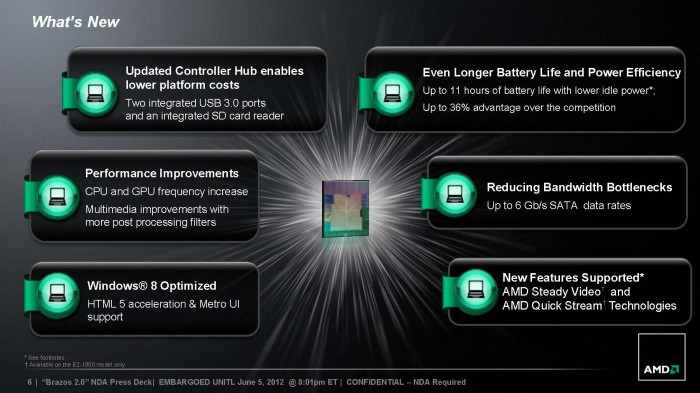 What's New
Updated Controller Hub enables
lower platform costs
Two integrated USB 3.0 ports
and an integrated SD card reader
Even Longer Battery Life and Power Efficiency
Up to 11 hours of battery life with lower idle power*;
Up to 36% advantage over the competition
Performance Improvements
CPU and GPU frequency increase
Multimedia improvements with
more post processing filters
Reducing Bandwidth Bottlenecks
Up to 6 Gb/s SATA data rates
Windows® 8 Optimized
HTML 5 acceleration & Metro UI
support
New Features Supported*
AMD Steady Video† and
AMD Quick Stream† Technologies
* See footnotes.
† Available on the E2-1800 model only
AMD
6 | “Brazos 2.0” NDA Press Deck| EMBARGOED UNITL June 5, 2012 @ 8:01pm ET | CONFIDENTIAL – NDA Required